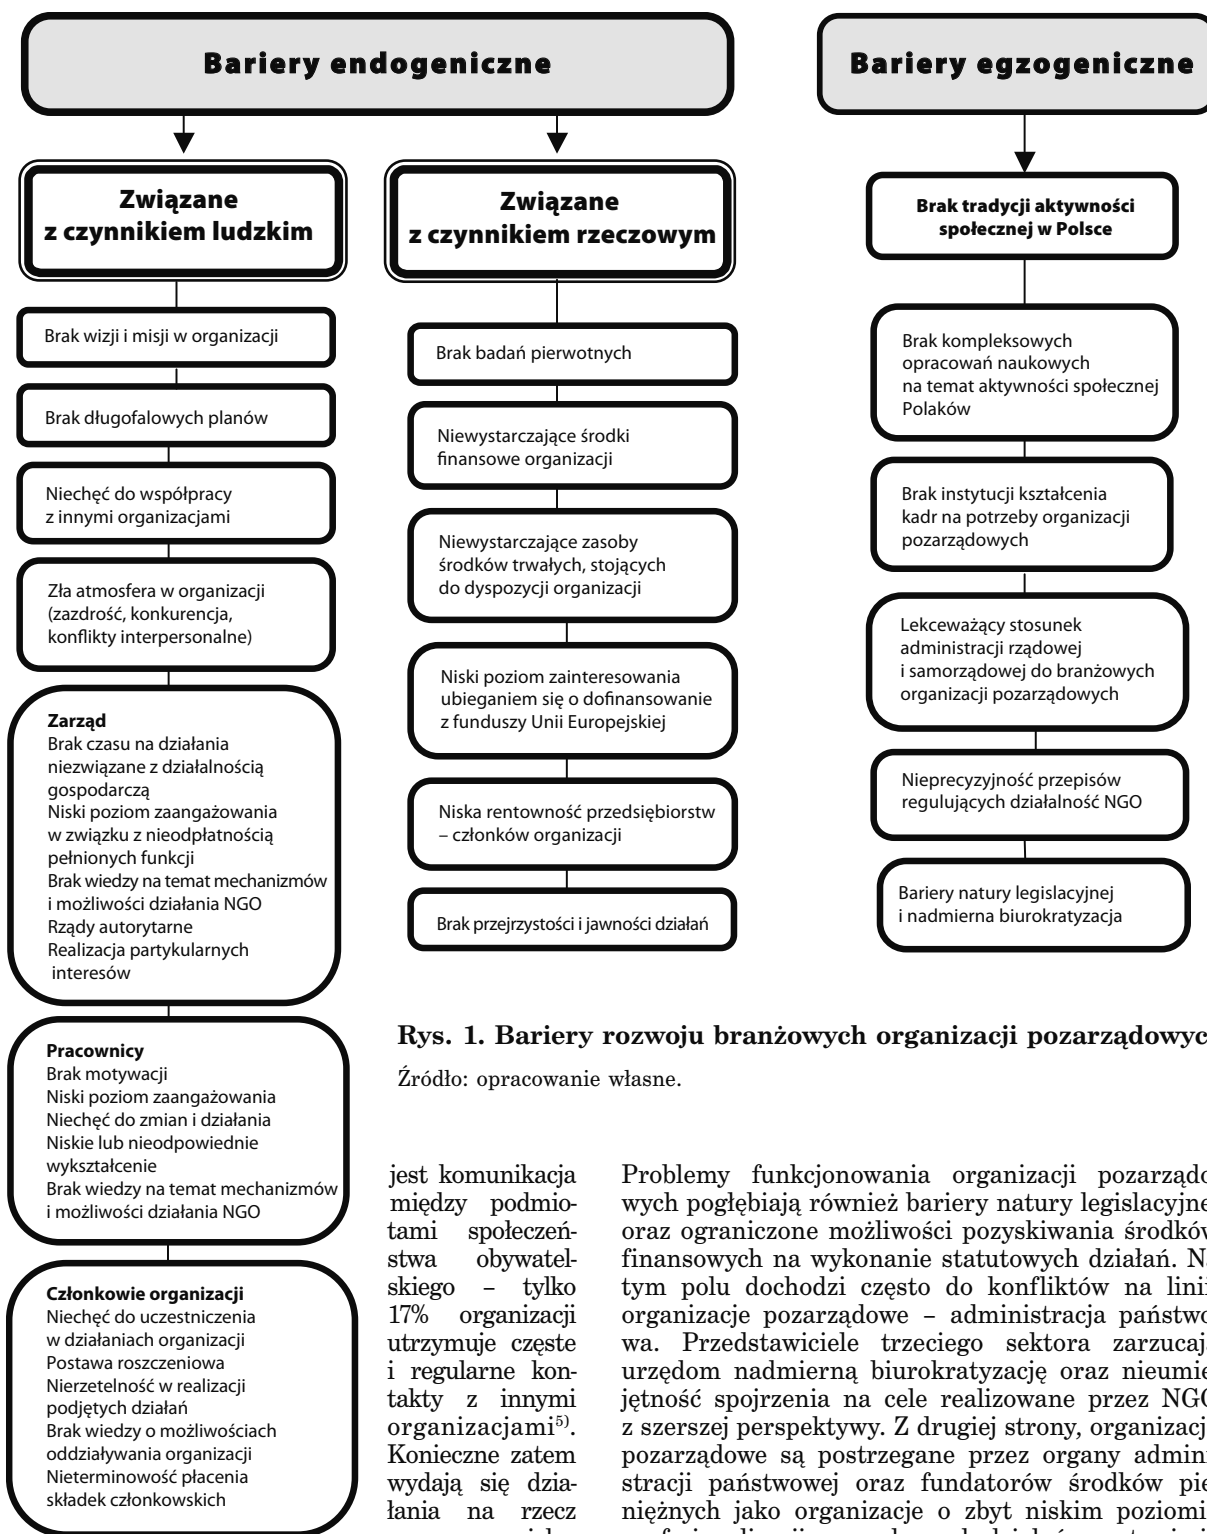 Bariery endogeniczne
Związane
z czynnikiem ludzkim
Brak wizji i misji w organizacji
Brak długofalowych planów
Niechęć do współpracy
z innymi organizacjami
Zła atmosfera w organizacji
(zazdrość, konkurencja,
konflikty interpersonalne)
Zarząd
Brak czasu na działania
niezwiązane z działalnością
gospodarczą
Niski poziom zaangażowania
w związku z nieodpłatnością
pełnionych funkcji
Brak wiedzy na temat mechanizmów
i możliwości działania NGO
Rządy autorytarne
Realizacja partykularnych
interesów
Pracownicy
Brak motywacji
Niski poziom zaangażowania
Niechęć do zmian i działania
Niskie lub nieodpowiednie
wykształcenie
Brak wiedzy na temat mechanizmów
i możliwości działania NGO
Członkowie organizacji
Niechęć do uczestniczenia
w działaniach organizacji
Postawa roszczeniowa
Nierzetelność w realizacji
podjętych działań
Brak wiedzy o możliwościach
oddziaływania organizacji
Nieterminowość płacenia
składek członkowskich
Związane
z czynnikiem rzeczowym
Brak badań pierwotnych
Niewystarczające środki
finansowe organizacji
Niewystarczające zasoby
środków trwałych, stojących
do dyspozycji organizacji
Niski poziom zainteresowania
ubieganiem się o dofinansowanie
z funduszy Unii Europejskiej
Niska rentowność przedsiębiorstw
– członków organizacji
Brak przejrzystości i jawności działań
Bariery egzogeniczne
Brak tradycji aktywności
społecznej w Polsce
Brak kompleksowych
opracowań naukowych
na temat aktywności społecznej
Polaków
Brak instytucji kształcenia
kadr na potrzeby organizacji
pozarządowych
Lekceważący stosunek
administracji rządowej
i samorządowej do branżowych
organizacji pozarządowych
Nieprecyzyjność przepisów
regulujących działalność NGO
Bariery natury legislacyjnej
i nadmierna biurokratyzacja
Rys. 1. Bariery rozwoju branżowych organizacji pozarządowyc
Źródło: opracowanie własne.
jest komunikacja
między podmio-
tami społeczeń-
stwa obywatel-
skiego – tylko
17% organizacji
utrzymuje częste
i regularne kon-
takty z innymi
organizacjami5).
Konieczne zatem
wydają się dzia-
łania na rzecz
Problemy funkcjonowania organizacji pozarządo
wych pogłębiają również bariery natury legislacyjne
oraz ograniczone możliwości pozyskiwania środków
finansowych na wykonanie statutowych działań. N
tym polu dochodzi często do konfliktów na linii
organizacje pozarządowe – administracja państwo
wa. Przedstawiciele trzeciego sektora zarzucaj
urzędom nadmierną biurokratyzację oraz nieumie
jętność spojrzenia na cele realizowane przez NGO
z szerszej perspektywy. Z drugiej strony, organizacj
pozarządowe są postrzegane przez organy admini
stracji państwowej oraz fundatorów środków pie
niężnych jako organizacje o zbyt niskim poziomi